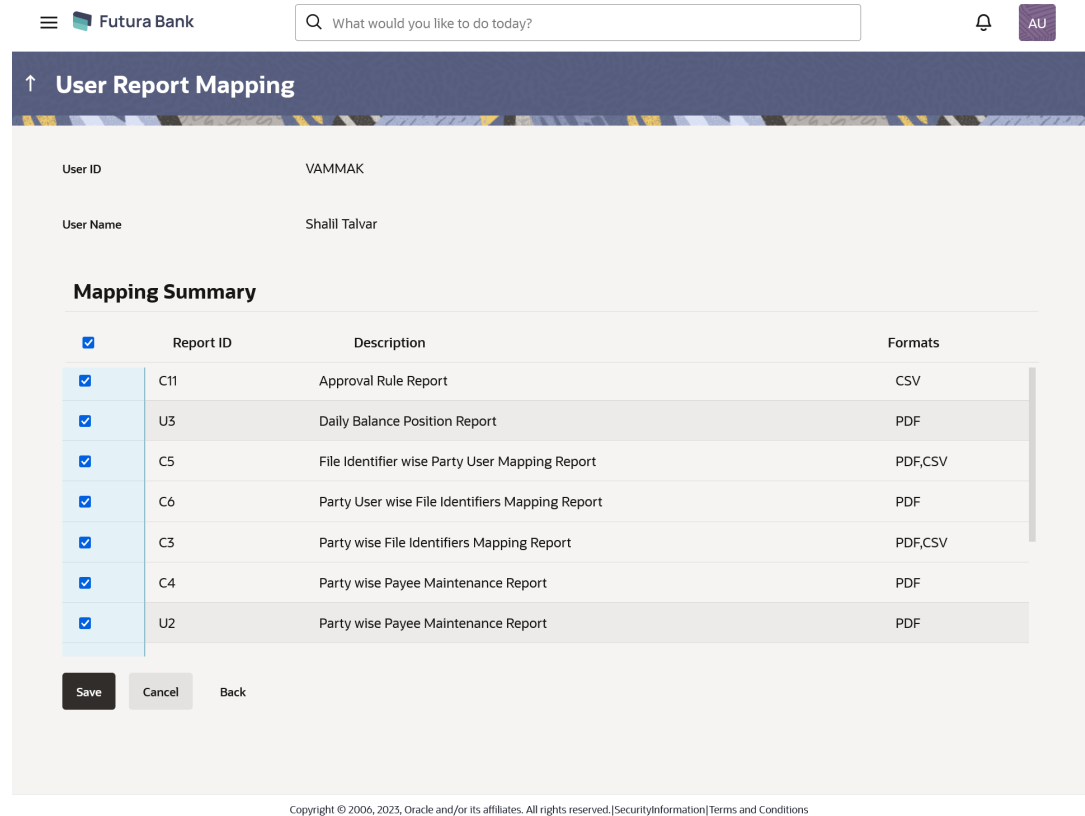 Futura Bank
What would you like to do today?
AU
↑ User Report Mapping
User ID VAMMAK
User Name Shalil Talvar
Mapping Summary
Report ID Description Formats
C11 Approval Rule Report CSV
U3 Daily Balance Position Report PDF
C5 File Identifier wise Party User Mapping Report PDF,CSV
C6 Party User wise File Identifiers Mapping Report PDF
C3 Party wise File Identifiers Mapping Report PDF,CSV
C4 Party wise Payee Maintenance Report PDF
U2 Party wise Payee Maintenance Report PDF
Save Cancel Back
Copyright © 2006, 2023, Oracle and/or its affiliates. All rights reserved.|SecurityInformation|Terms and Conditions